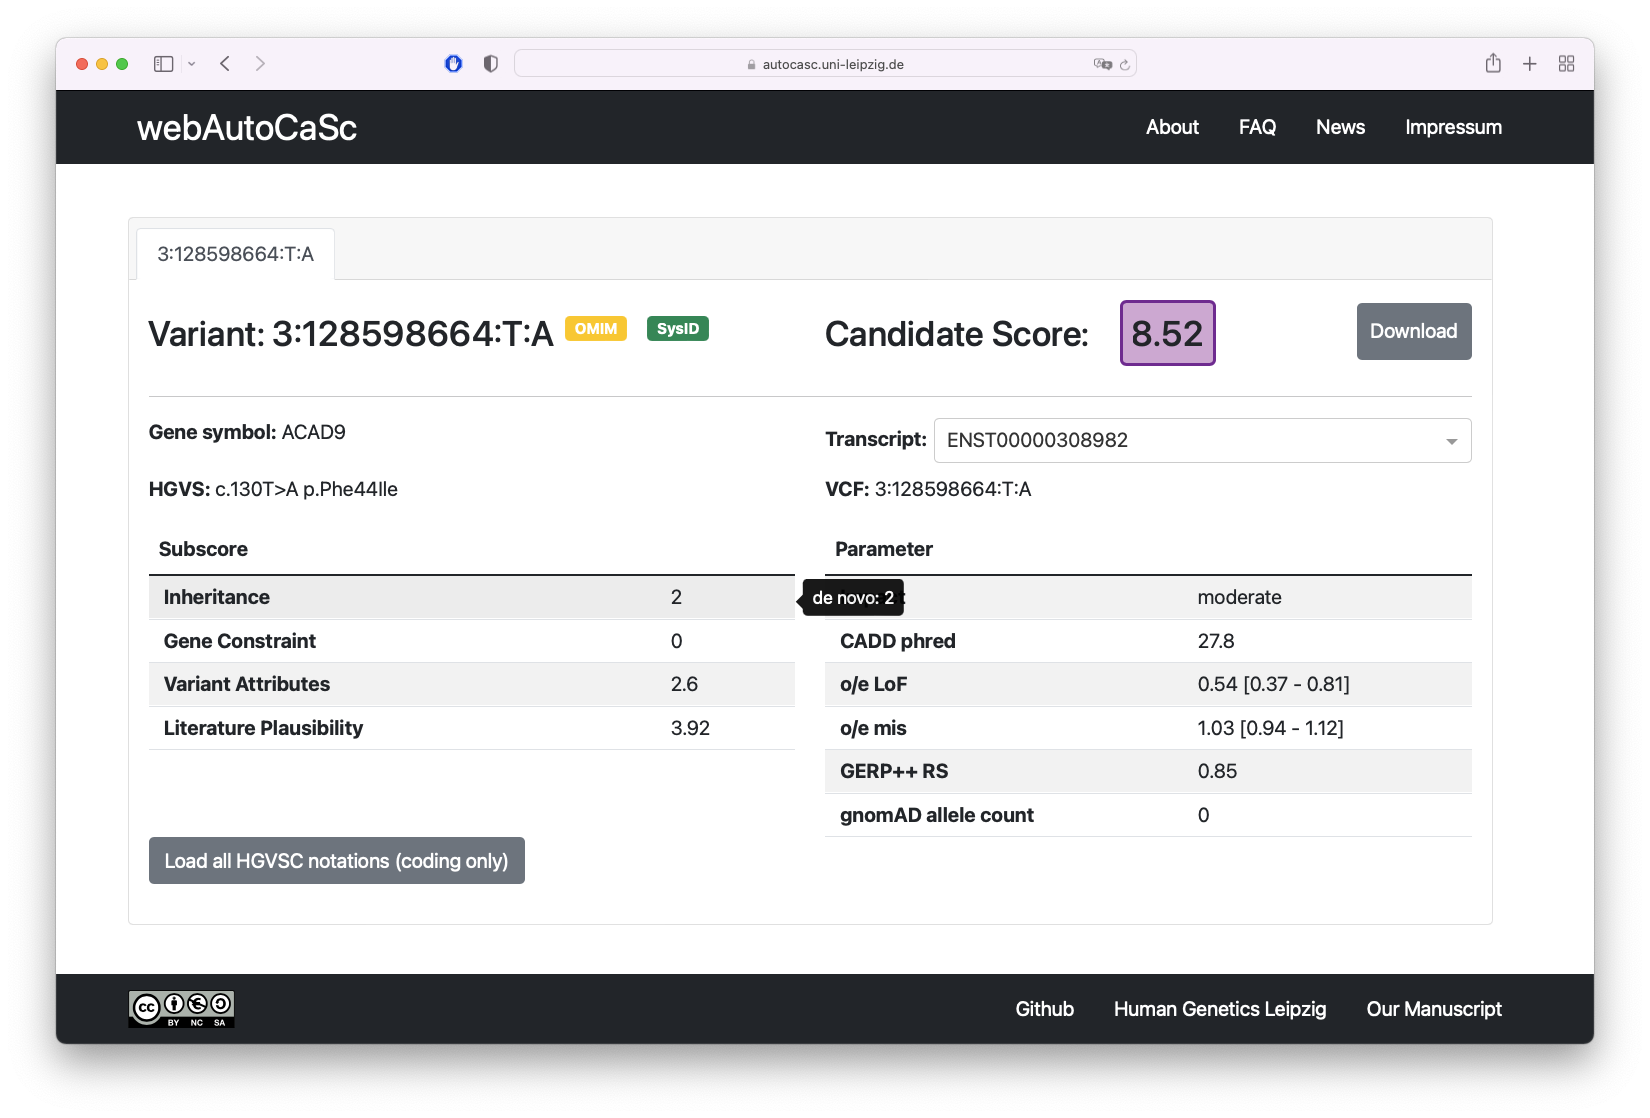 autocasc.uni-leipzig.de
webAutoCaSc
About FAQ News Impressum
3:128598664:T:A
Variant: 3:128598664:T:A OMIM SysID
Candidate Score: 8.52 Download
Gene symbol: ACAD9
Transcript: ENST00000308982
HGVS: c.130T>A p.Phe44Ile
VCF: 3:128598664:T:A
Subscore
Inheritance 2
Gene Constraint 0
Variant Attributes 2.6
Literature Plausibility 3.92
de novo: 2
Parameter
moderate
CADD phred 27.8
o/e LoF 0.54 [0.37 - 0.81]
o/e mis 1.03 [0.94 - 1.12]
GERP++ RS 0.85
gnomAD allele count 0
Load all HGVSC notations (coding only)
cc BY NC SA
Github Human Genetics Leipzig Our Manuscript